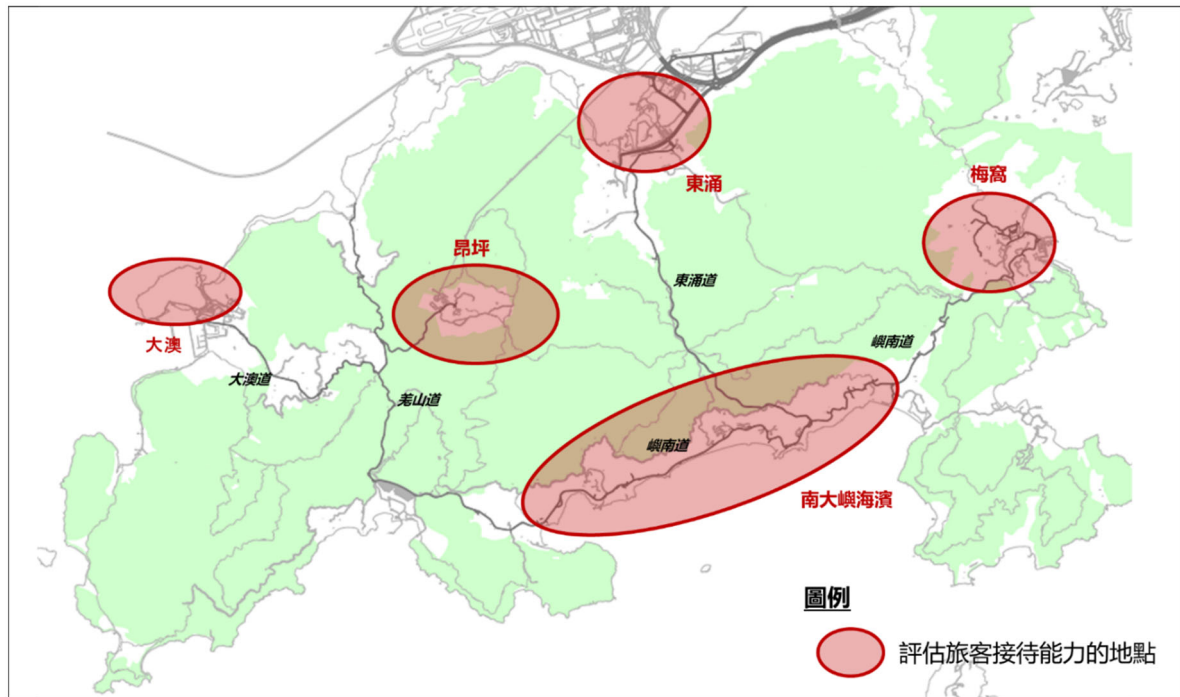 東涌
梅窩
昂坪
東涌道
大澳
嶼南道
大澳道
羗山道
嶼南道
南大嶼海濱
圖例
評估旅客接待能力的地點